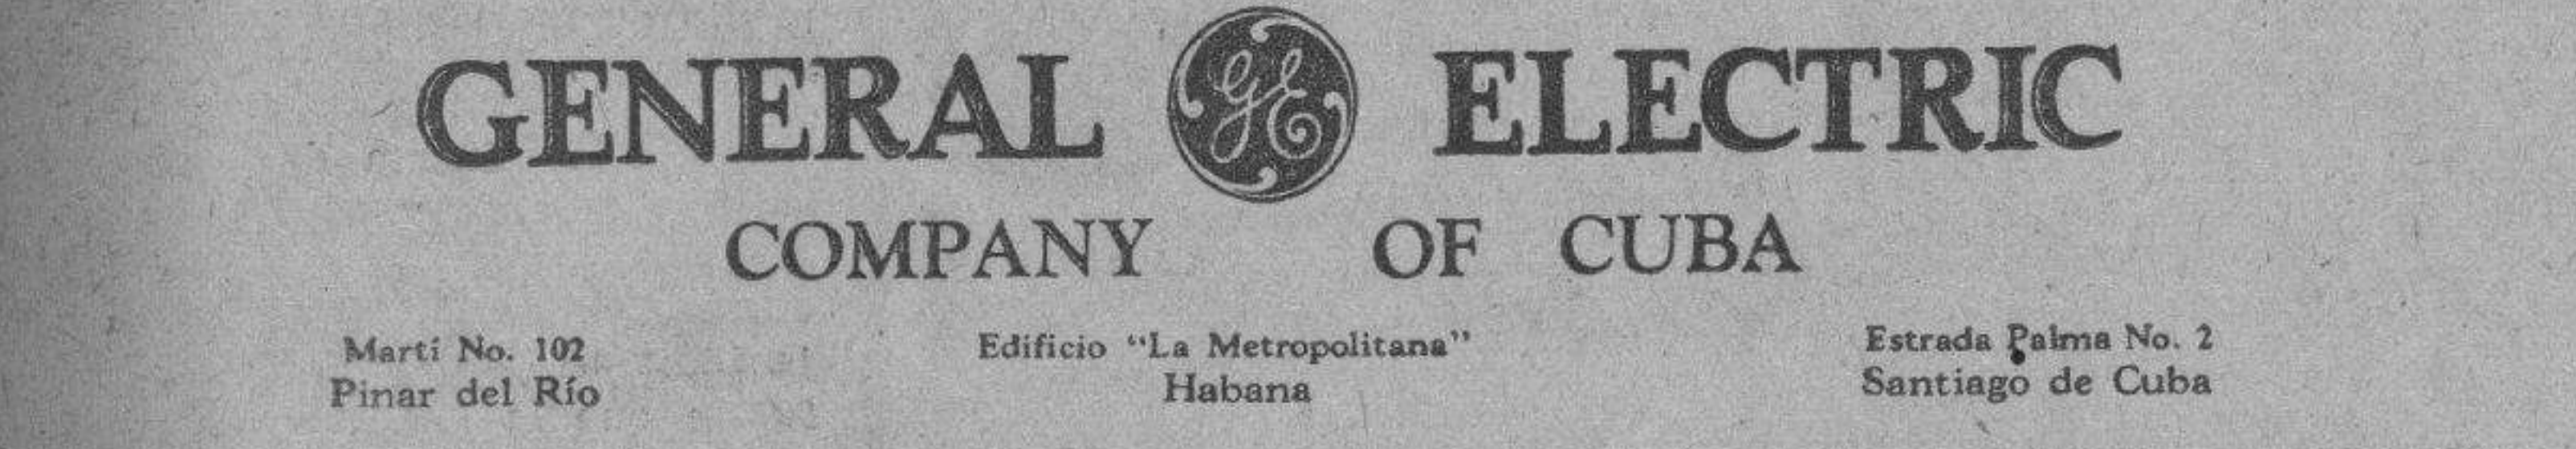 GENERAL GE ELECTRIC
COMPANY OF CUBA
Martí No. 102
Pinar del Río
Edificio “La Metropolitana”
Habana
Estrada Palma No. 2
Santiago de Cuba